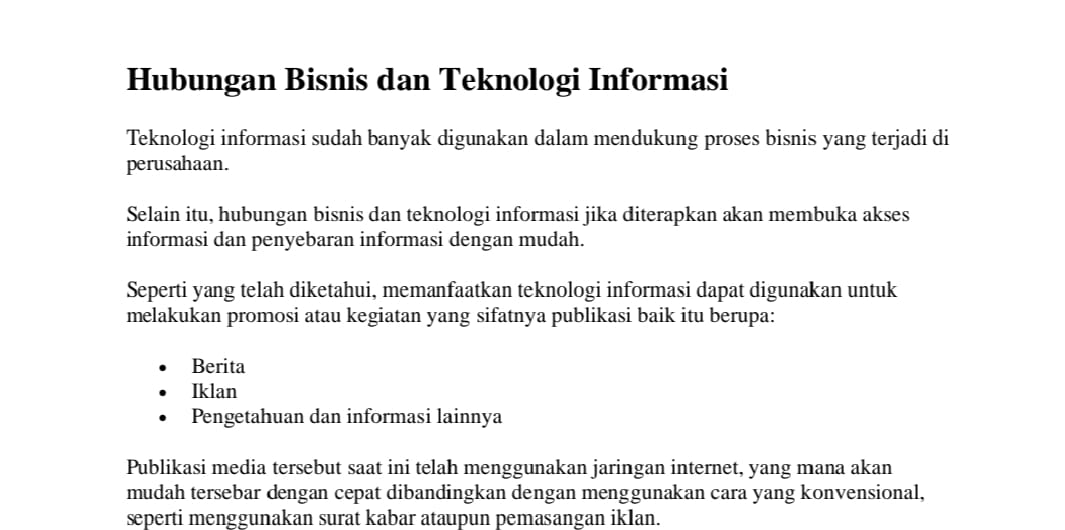 Hubungan Bisnis dan Teknologi Informasi
Teknologi informasi sudah banyak digunakan dalam mendukung proses bisnis yang terjadi di
perusahaan.
Selain itu, hubungan bisnis dan teknologi informasi jika diterapkan akan membuka akses
informasi dan penyebaran informasi dengan mudah.
Seperti yang telah diketahui, memanfaatkan teknologi informasi dapat digunakan untuk
melakukan promosi atau kegiatan yang sifatnya publikasi baik itu berupa:
• Berita
• Iklan
• Pengetahuan dan informasi lainnya
Publikasi media tersebut saat ini telah menggunakan jaringan internet, yang mana akan
mudah tersebar dengan cepat dibandingkan dengan menggunakan cara yang konvensional,
seperti menggunakan surat kabar ataupun pemasangan iklan.